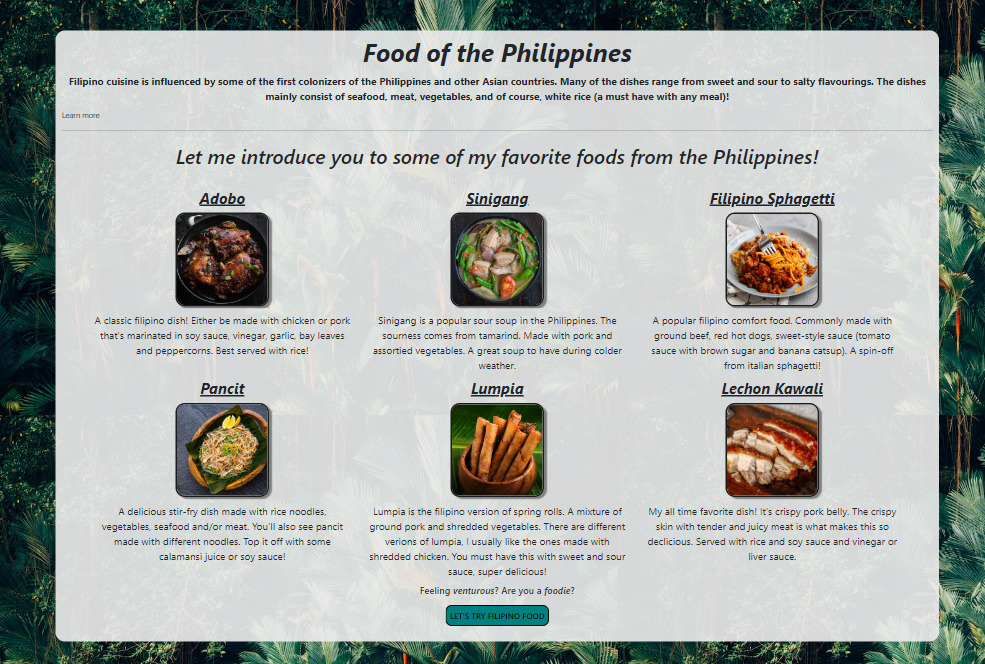 Food of the Philippines
Filipino cuisine is influenced by some of the first colonizers of the Philippines and other Asian countries. Many of the dishes range from sweet and sour to salty flavourings. The dishes
mainly consist of seafood, meat, vegetables, and of course, white rice (a must have with any meal)!
Learn more
Let me introduce you to some of my favorite foods from the Philippines!
Adobo
A classic filipino dish! Either be made with chicken or pork
that's marinated in soy sauce, vinegar, garlic, bay leaves
and peppercorns. Best served with rice!
Sinigang
Sinigang is a popular sour soup in the Philippines. The
sourness comes from tamarind. Made with pork and
assortied vegetables. A great soup to have during colder
weather.
Filipino Sphagetti
A popular filipino comfort food. Commonly made with
ground beef, red hot dogs, sweet-style sauce (tomato
sauce with brown sugar and banana catsup). A spin-off
from italian sphagetti!
Pancit
A delicious stir-fry dish made with rice noodles,
vegetables, seafood and/or meat. You'll also see pancit
made with different noodles. Top it off with some
calamansi juice or soy sauce!
Lumpia
Lumpia is the filipino version of spring rolls. A mixture of
ground pork and shredded vegetables. There are different
verions of lumpia, I usually like the ones made with
shredded chicken. You must have this with sweet and sour
sauce, super delicious!
Lechon Kawali
My all time favorite dish! It's crispy pork belly. The crispy
skin with tender and juicy meat is what makes this so
declicious. Served with rice and soy sauce and vinegar or
liver sauce.
Feeling venturous? Are you a foodie?
LET'S TRY FILIPINO FOOD